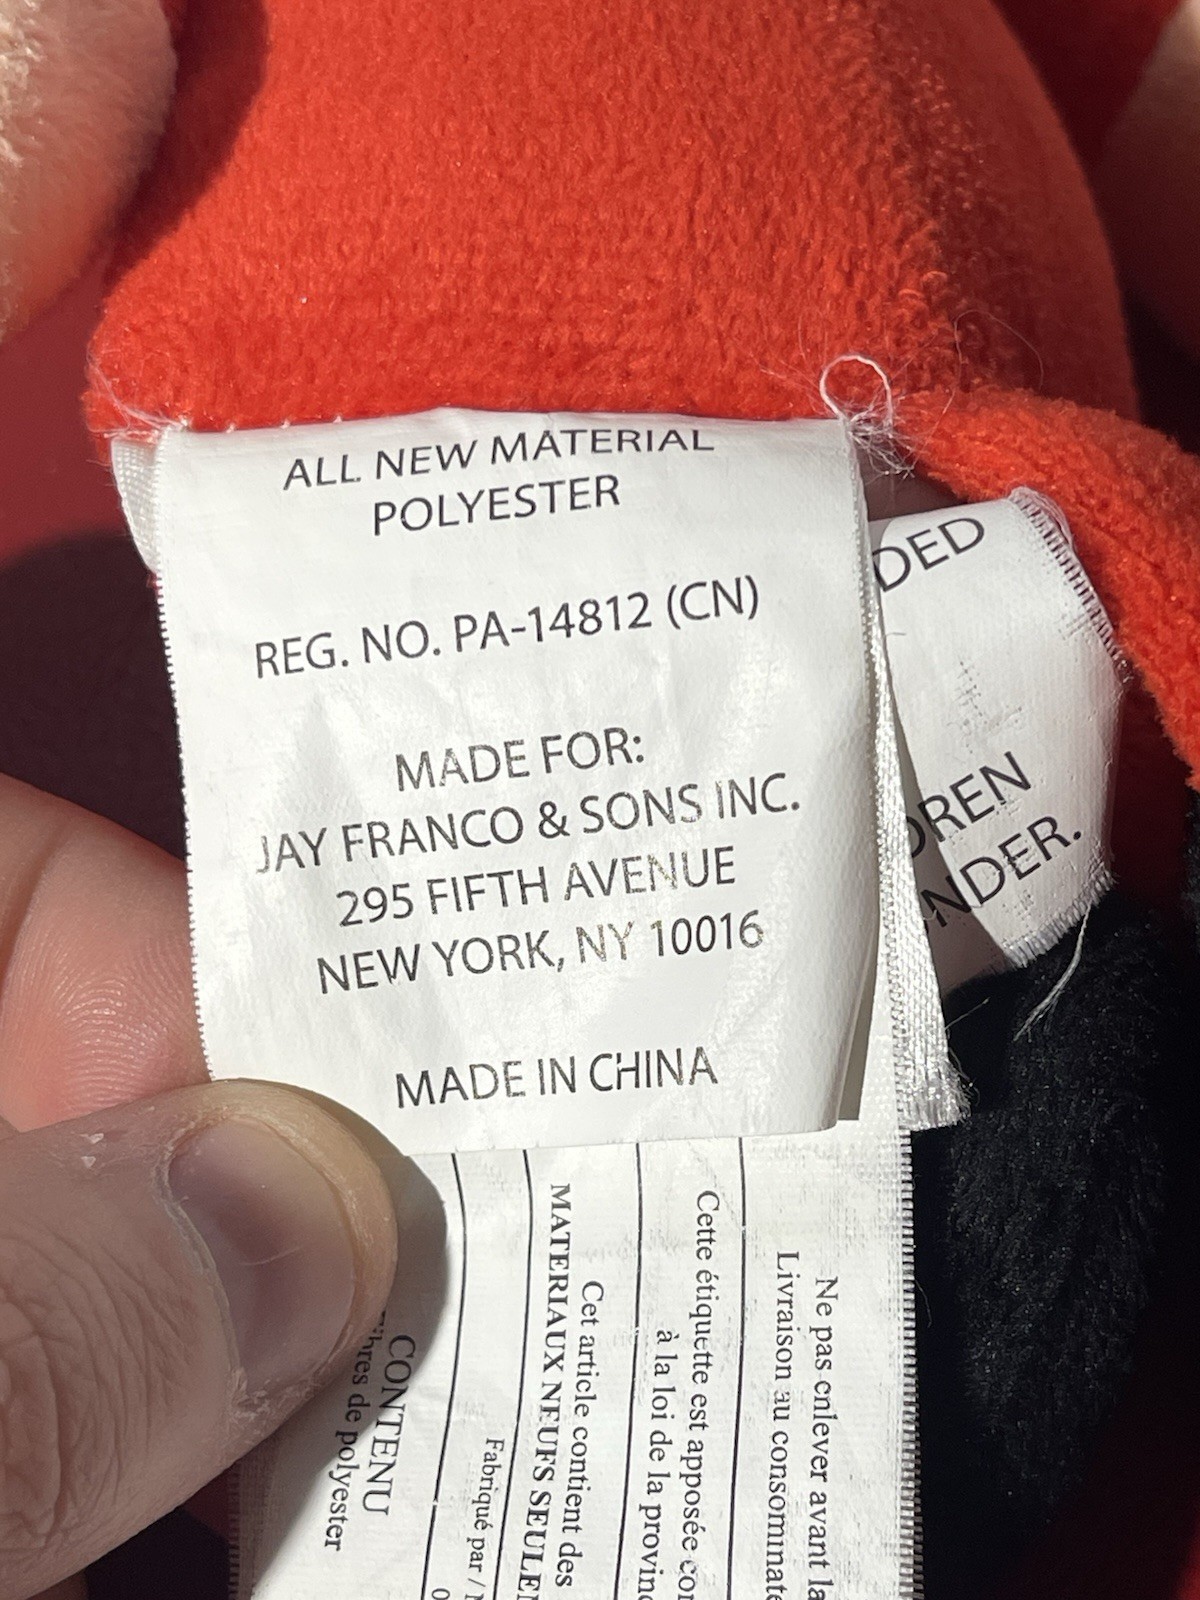 ALL NEW MATERIAL
POLYESTER
REG. NO. PA-14812 (CN)
MADE FOR:
JAY FRANCO & SONS INC.
295 FIFTH AVENUE
NEW YORK, NY 10016
MADE IN CHINA
DED
DREN
NDER.
Ne pas enlever avant la
Livraison au consommate
Cette étiquette est apposée con
à la loi de la provinc
Cet article contient des
MATERIAUX NEUFS SEULEM
Fabriqué par /
CONTENU
de polyester